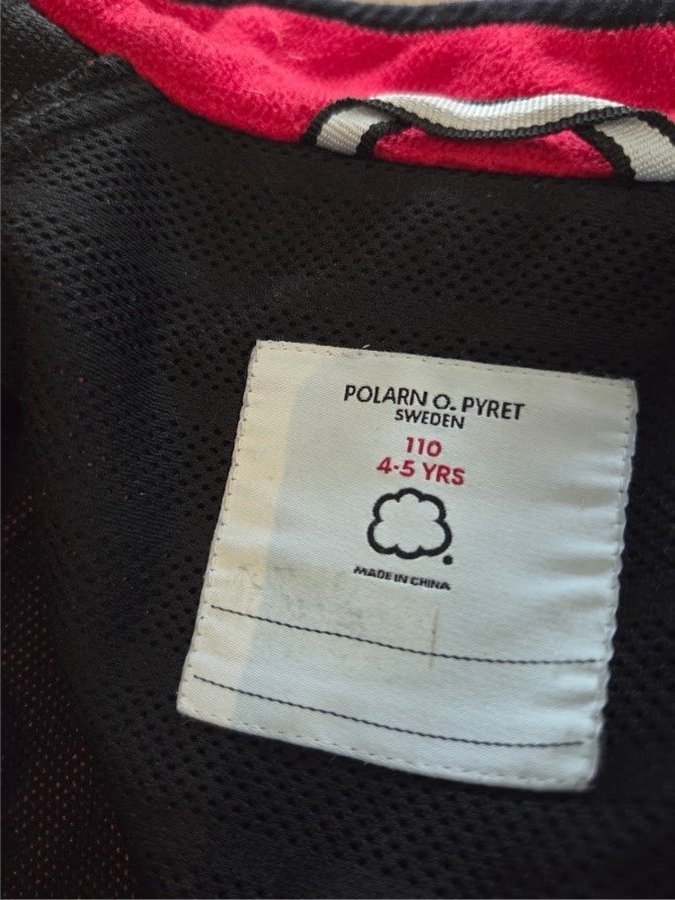 POLARN O. PYRET
SWEDEN
110
4-5 YRS
MADE IN CHINA